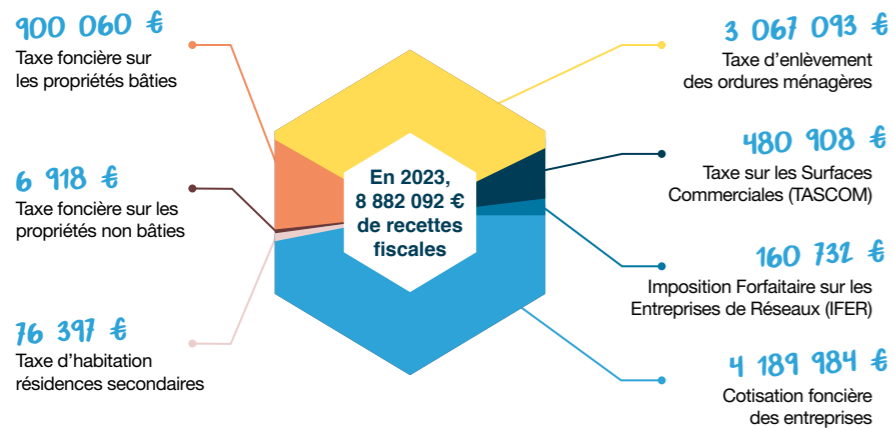 900 060 €
Taxe foncière sur
les propriétés bâties
6 918 €
Taxe foncière sur les
propriétés non bâties
76 397 €
Taxe d'habitation
résidences secondaires
En 2023,
8 882 092 €
de recettes
fiscales
3 067 093 €
Taxe d'enlèvement
des ordures ménagères
480 908 €
Taxe sur les Surfaces
Commerciales (TASCOM)
160 732 €
Imposition Forfaitaire sur les
Entreprises de Réseaux (IFER)
4 189 984 €
Cotisation foncière
des entreprises